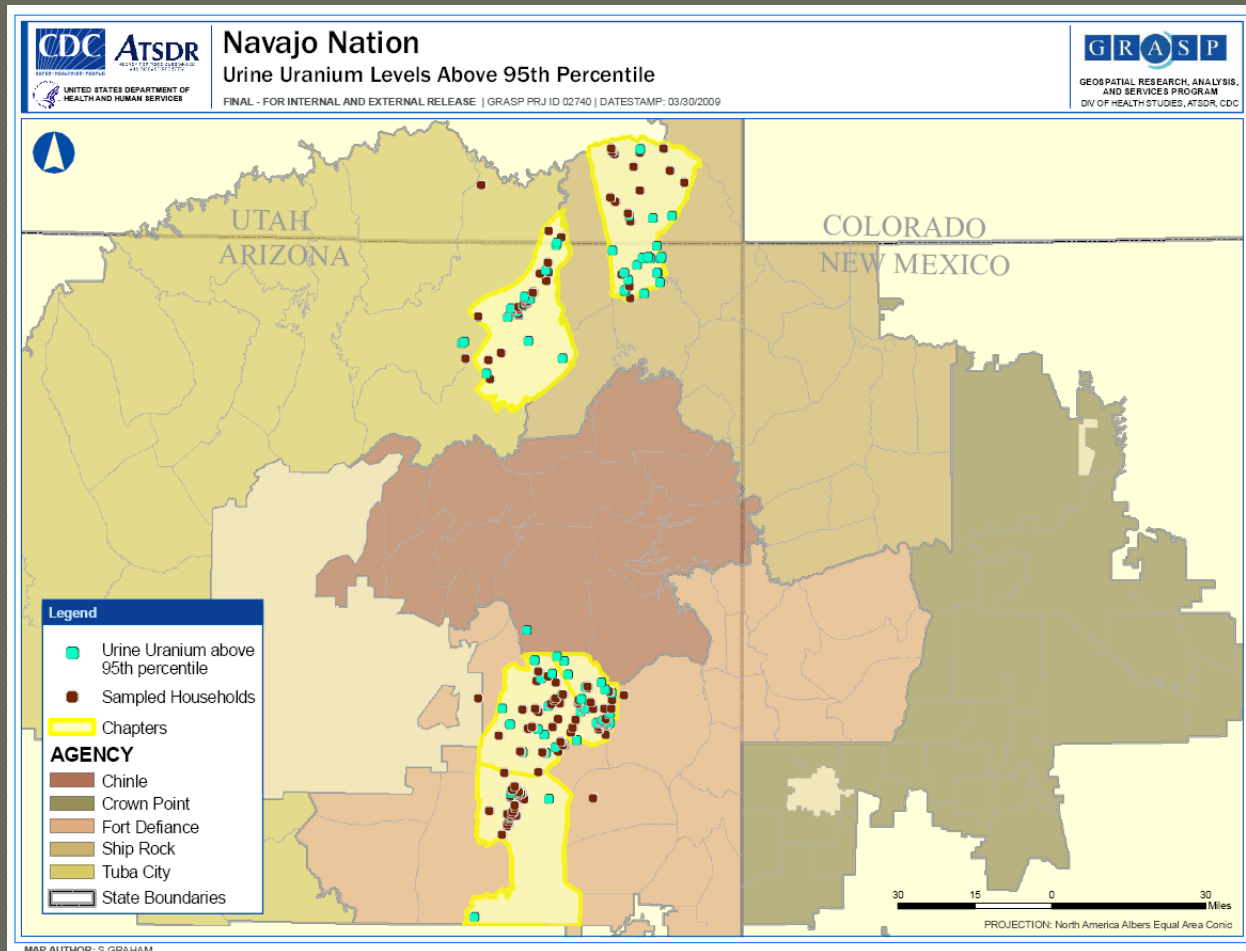 CDC
SAFER • HEALTHIER • PEOPLE
ATSDR
UNITED STATES DEPARTMENT OF
HEALTH AND HUMAN SERVICES
Navajo Nation
Urine Uranium Levels Above 95th Percentile
FINAL - FOR INTERNAL AND EXTERNAL RELEASE | GRASP PRJ ID 02740 | DATESTAMP: 03/30/2009
GRASP
GEOSPATIAL RESEARCH, ANALYSIS,
AND SERVICES PROGRAM
DIV OF HEALTH STUDIES, ATSDR, CDC
UTAH
ARIZONA
COLORADO
NEW MEXICO
Legend
Urine Uranium above
95th percentile
Sampled Households
Chapters
AGENCY
Chinle
Crown Point
Fort Defiance
Ship Rock
Tuba City
State Boundaries
30 15 0 30
Miles
PROJECTION: North America Albers Equal Area Conic
MAP AUTHOR: S.GRAHAM